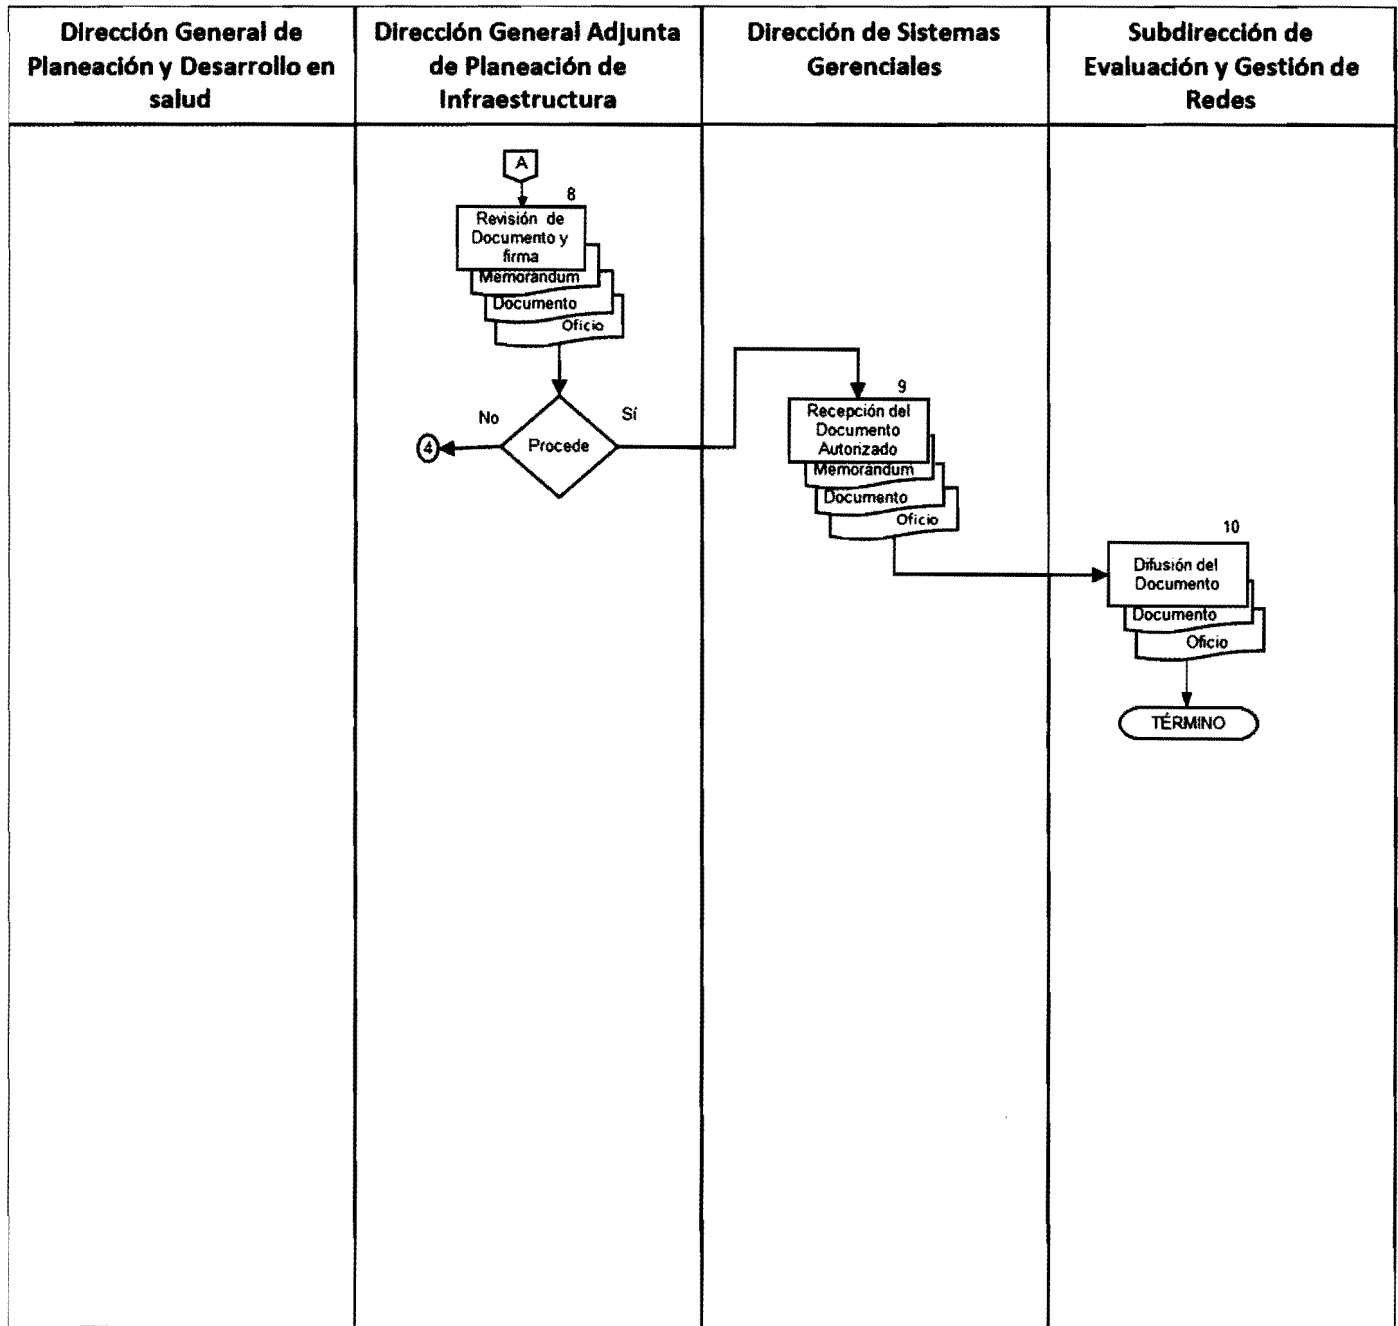 Dirección General de
Planeación y Desarrollo en
salud
Dirección General Adjunta
de Planeación de
Infraestructura
Dirección de Sistemas
Gerenciales
Subdirección de
Evaluación y Gestión de
Redes
A
8
Revisión de
Documento y
firma
Memorándum
Documento
Oficio
No
Sí
4
Procede
9
Recepción del
Documento
Autorizado
Memorándum
Documento
Oficio
10
Difusión del
Documento
Documento
Oficio
TÉRMINO